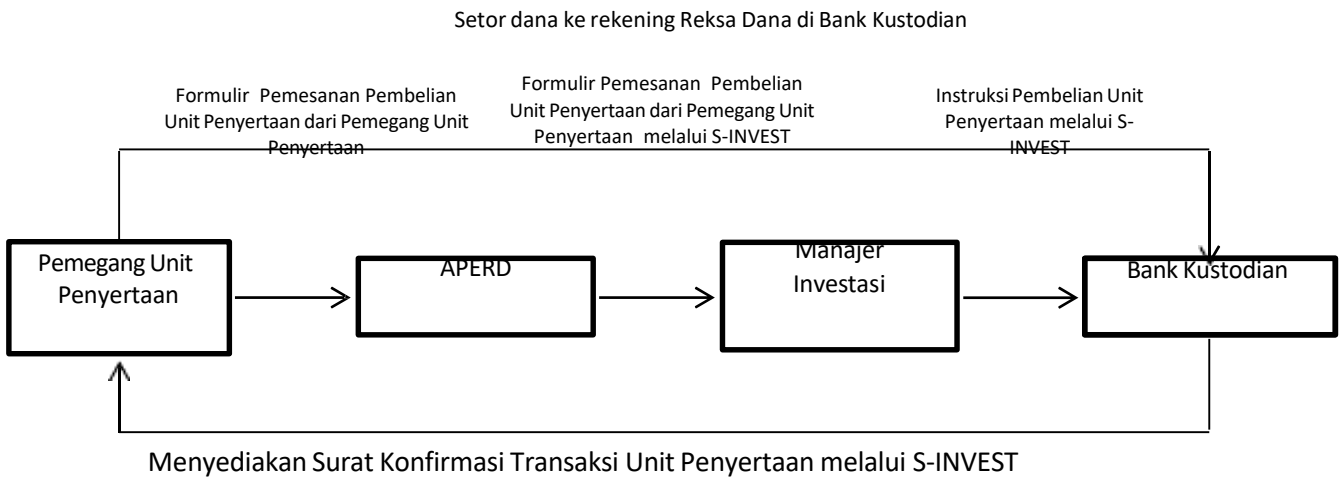 Setor dana ke rekening Reksa Dana di Bank Kustodian
Formulir Pemesanan Pembelian
Unit Penyertaan dari Pemegang Unit
Penyertaan
Formulir Pemesanan Pembelian
Unit Penyertaan dari Pemegang Unit
Penyertaan melalui S-INVEST
Instruksi Pembelian Unit
Penyertaan melalui S-
INVEST
Pemegang Unit
Penyertaan
APERD
Manajer
Investasi
Bank Kustodian
Menyediakan Surat Konfirmasi Transaksi Unit Penyertaan melalui S-INVEST